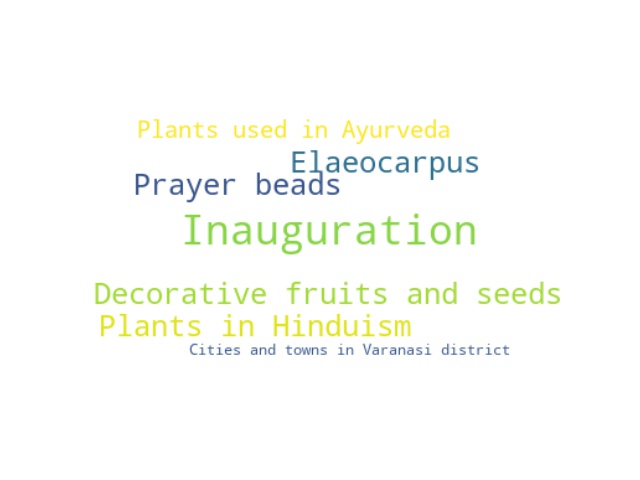 Plants used in Ayurveda
Elaeocarpus
Prayer beads
Inauguration
Decorative fruits and seeds
Plants in Hinduism
Cities and towns in Varanasi district